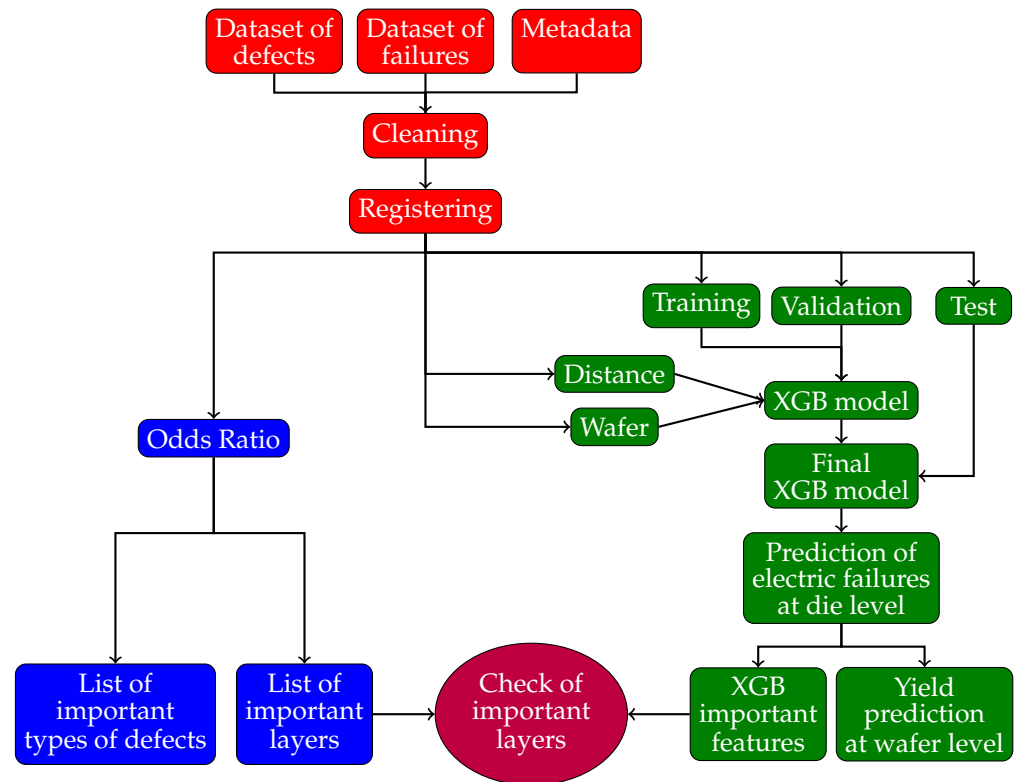 Dataset of
defects
Dataset of
failures
Metadata
Cleaning
Registering
Training
Validation
Test
Distance
Wafer
XGB model
Odds Ratio
Final
XGB model
Prediction of
electric failures
at die level
List of
important
types of defects
List of
important
layers
Check of
important
layers
XGB
important
features
Yield
prediction
at wafer level